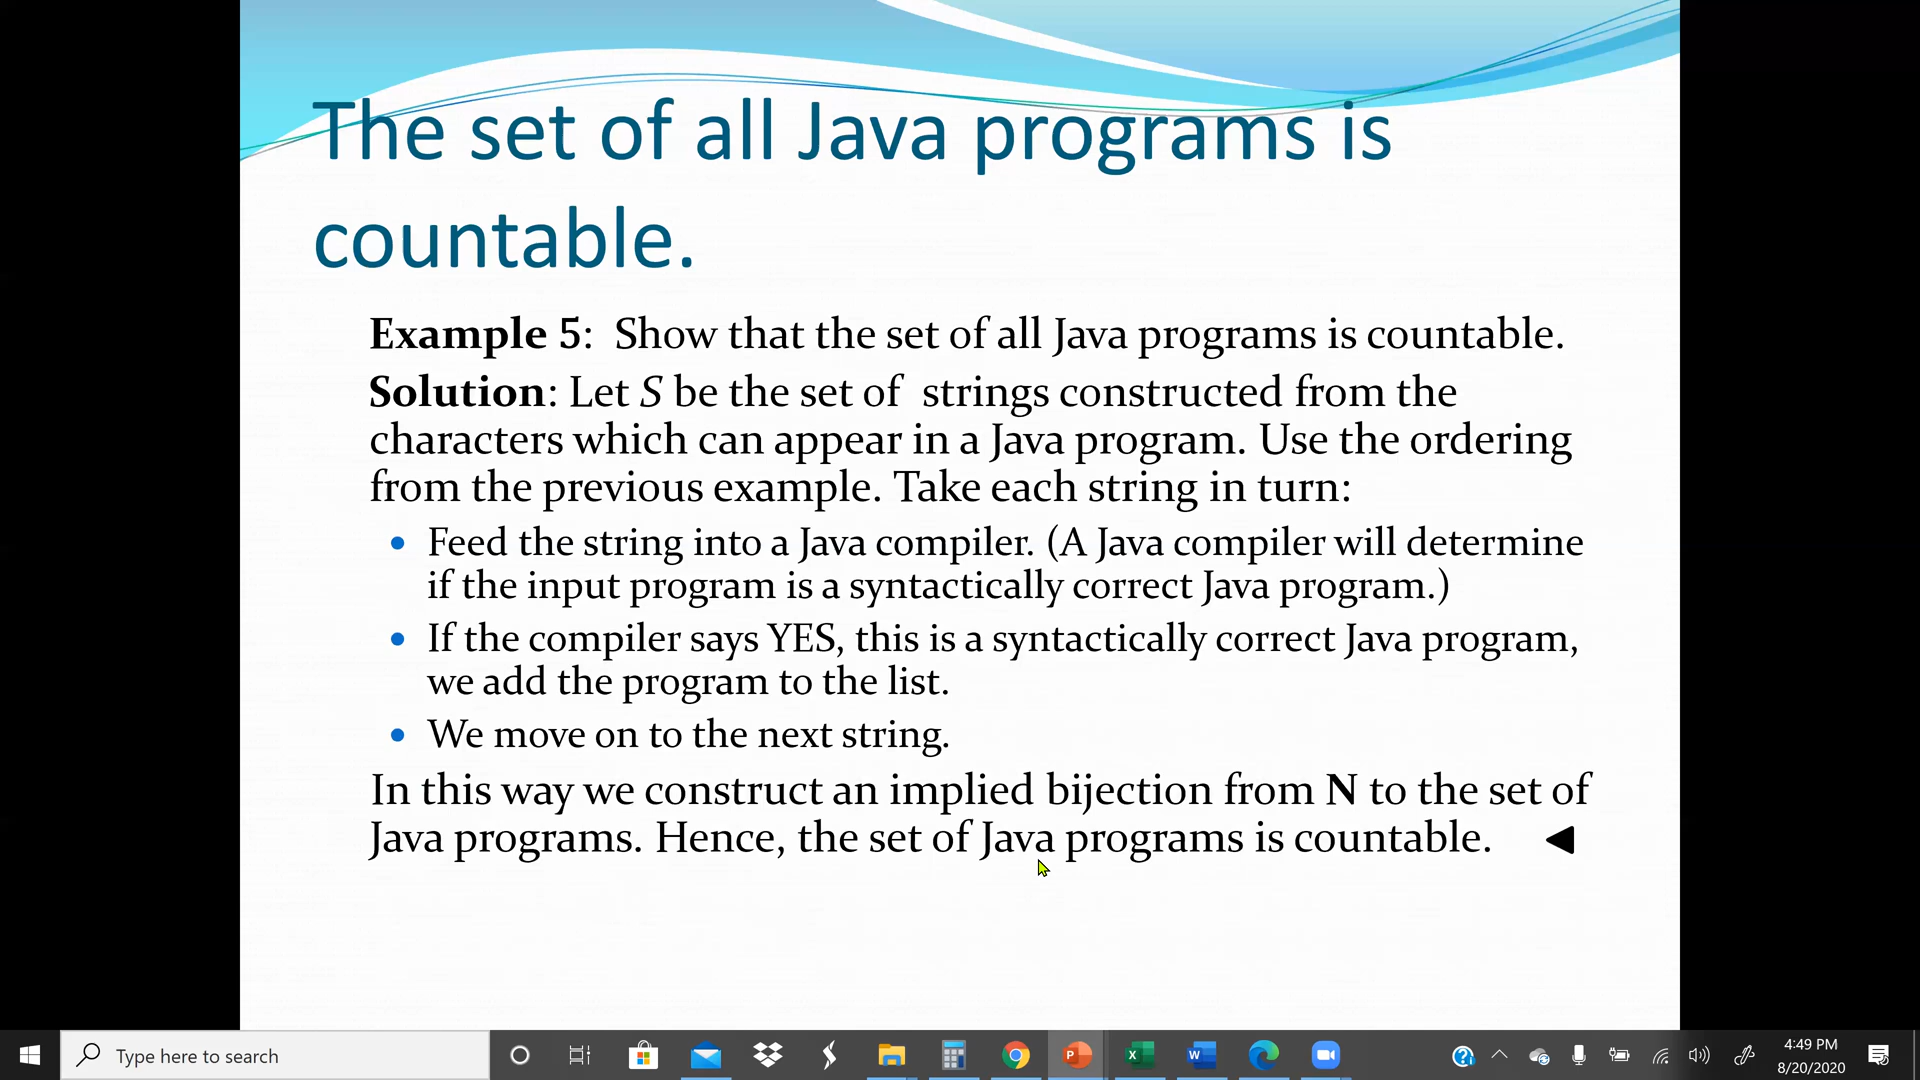 The set of all Java programs is
countable.
Example 5: Show that the set of all Java programs is countable.
Solution: Let S be the set of strings constructed from the
characters which can appear in a Java program. Use the ordering
from the previous example. Take each string in turn:
• Feed the string into a Java compiler. (A Java compiler will determine
if the input program is a syntactically correct Java program.)
• If the compiler says YES, this is a syntactically correct Java program,
we add the program to the list.
• We move on to the next string.
In this way we construct an implied bijection from N to the set of
Java programs. Hence, the set of Java programs is countable.
Type here to search
4:49 PM
8/20/2020